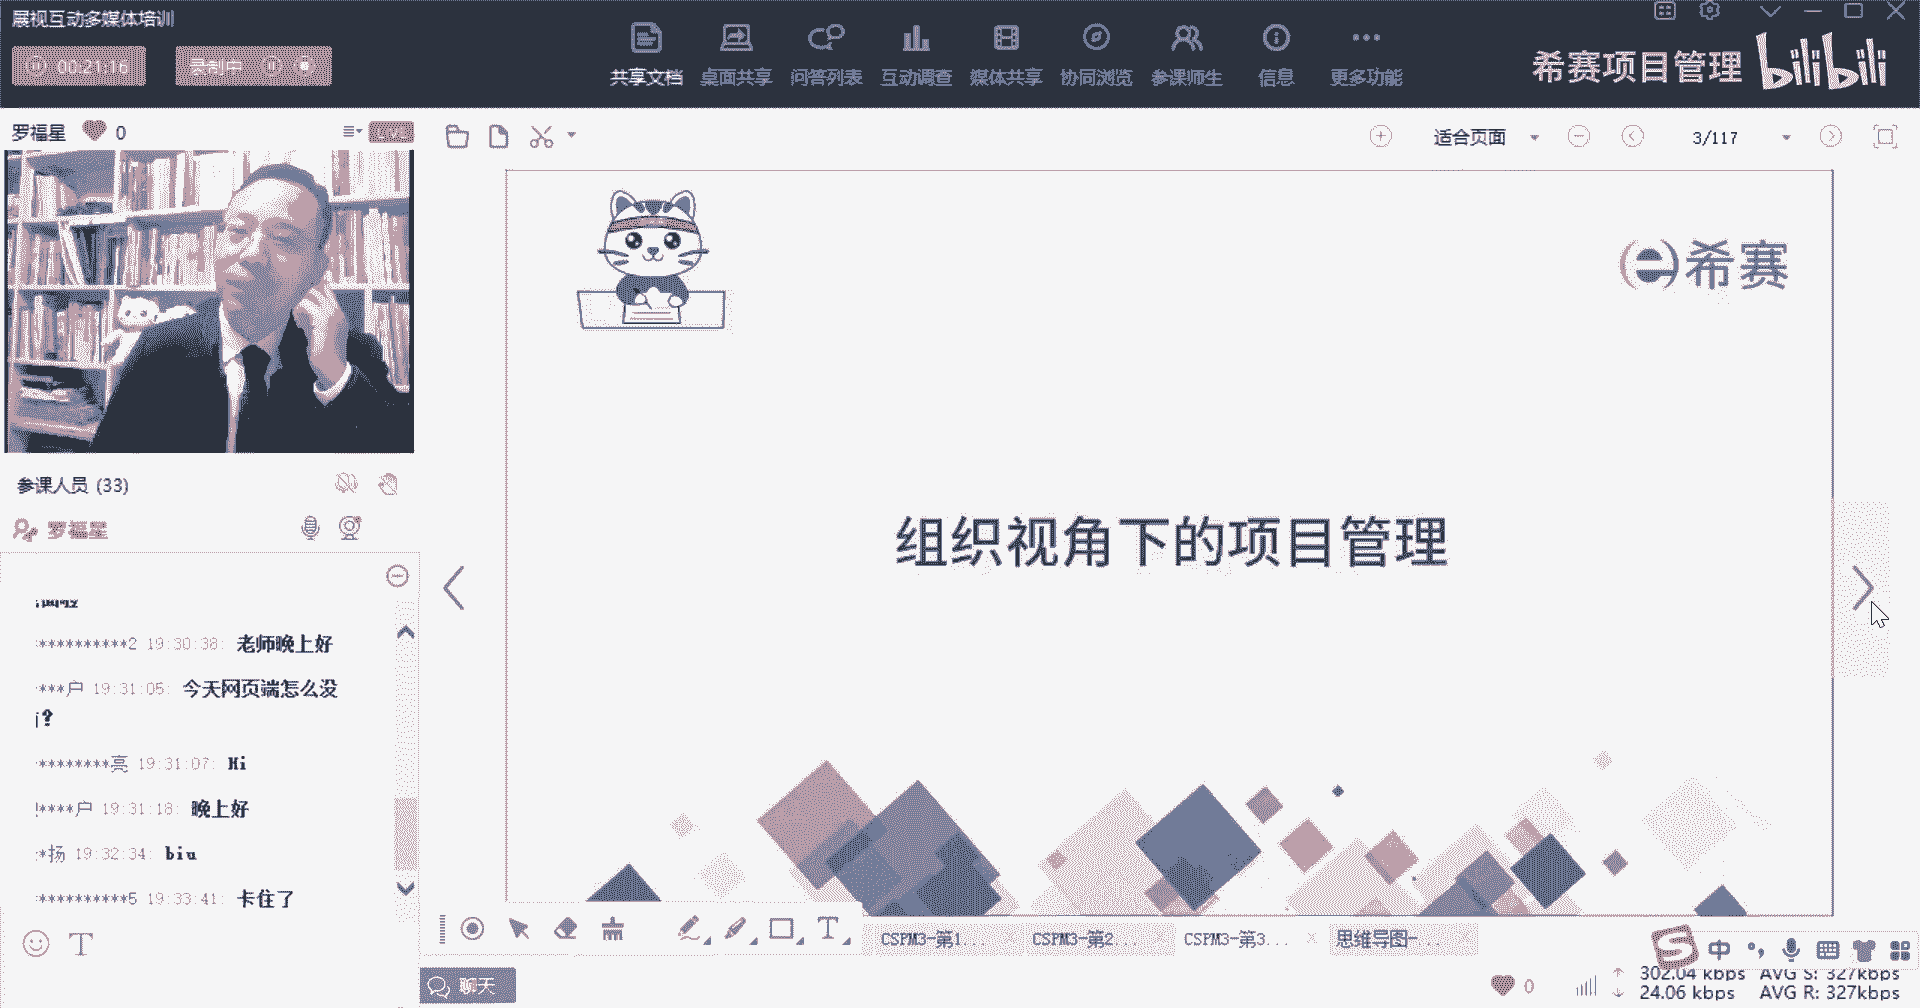 展视互动多媒体培训
00:21:16
录制中
共享文档
桌面共享
问答列表
互动调查
媒体共享
协同浏览
参课师生
信息
更多功能
希赛项目管理 bilibili
罗福星 0
适合页面
3/117
希赛
组织视角下的项目管理
参课人员 (33)
罗福星
**********2 19:30:38: 老师晚上好
***户 19:31:05: 今天网页端怎么没
?
********亮 19:31:07: Hi
****户 19:31:18: 晚上好
*扬 19:32:34: biu
**********5 19:33:41: 卡住了
T
CSPM3-第1...
CSPM3-第2...
CSPM3-第3...
思维导图-...
中
聊天
0
302.04 kbps AVG S: 327kbps
24.06 kbps AVG R: 327kbps